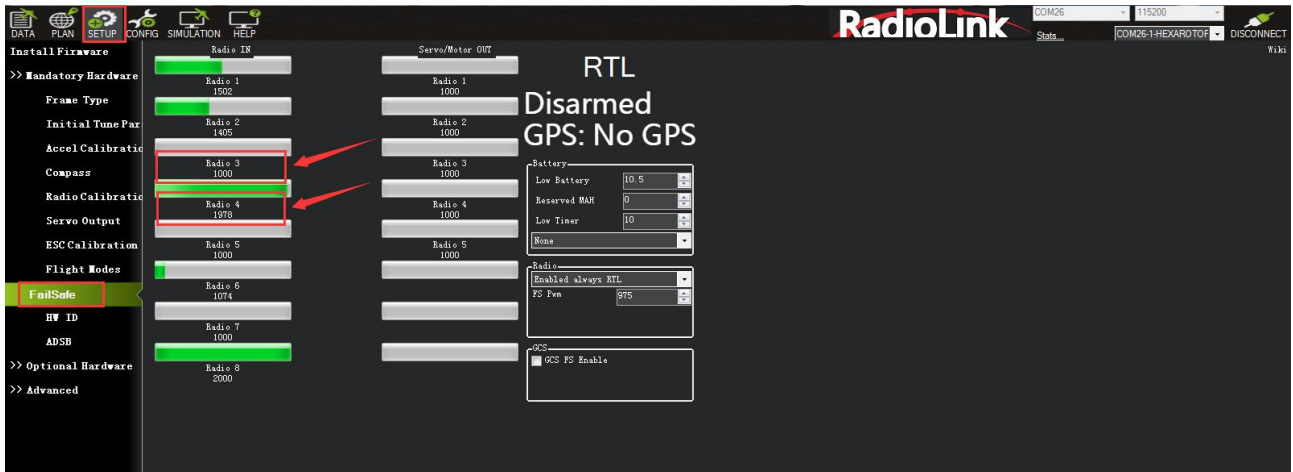 DATA PLAN SETUP CONFIG SIMULATION HELP
RadioLink
COM26 115200
Stats... COM26-1-HEXAROTOF DISCONNECT
Install Firmware
>> Mandatory Hardware
Frame Type
Initial Tune Par
Accel Calibratic
Compass
Radio Calibratic
Servo Output
ESC Calibration
Flight Modes
FailSafe
HW ID
ADSB
>> Optional Hardware
>> Advanced
Radio IN
Radio 1
1502
Radio 2
1405
Radio 3
1000
Radio 4
1978
Radio 5
1000
Radio 6
1074
Radio 7
1000
Radio 8
2000
Servo/Motor OUT
Radio 1
1000
Radio 2
1000
Radio 3
1000
Radio 4
1000
Radio 5
1000
RTL
Disarmed
GPS: No GPS
Battery
Low Battery 10.5
Reserved MAH 0
Low Timer 10
None
Radio
Enabled always RTL
FS Pwm 975
GCS
GCS FS Enable
Wiki